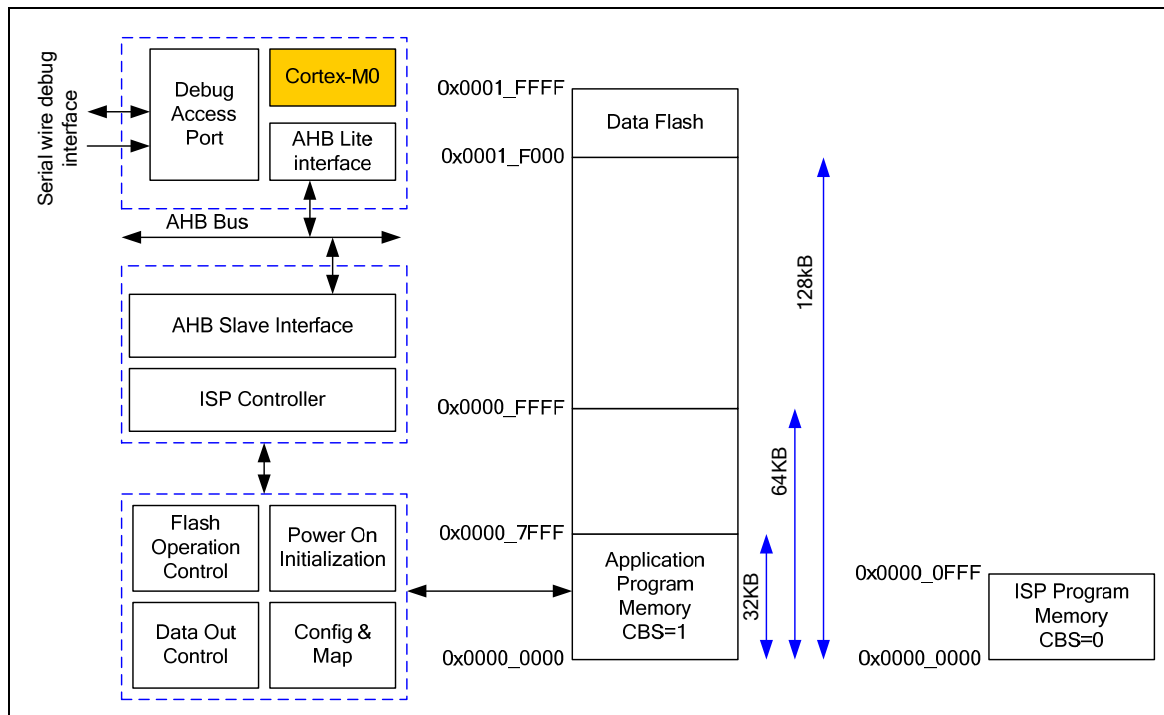 Serial wire debug
interface
Debug
Access
Port
Cortex-M0
AHB Lite
interface
AHB Bus
AHB Slave Interface
ISP Controller
Flash
Operation
Control
Power On
Initialization
Data Out
Control
Config &
Map
0x0001_FFFF
Data Flash
0x0001_F000
0x0000_FFFF
0x0000_7FFF
Application
Program
Memory
CBS=1
0x0000_0000
32KB
64KB
128kB
0x0000_0FFF
ISP Program
Memory
CBS=0
0x0000_0000